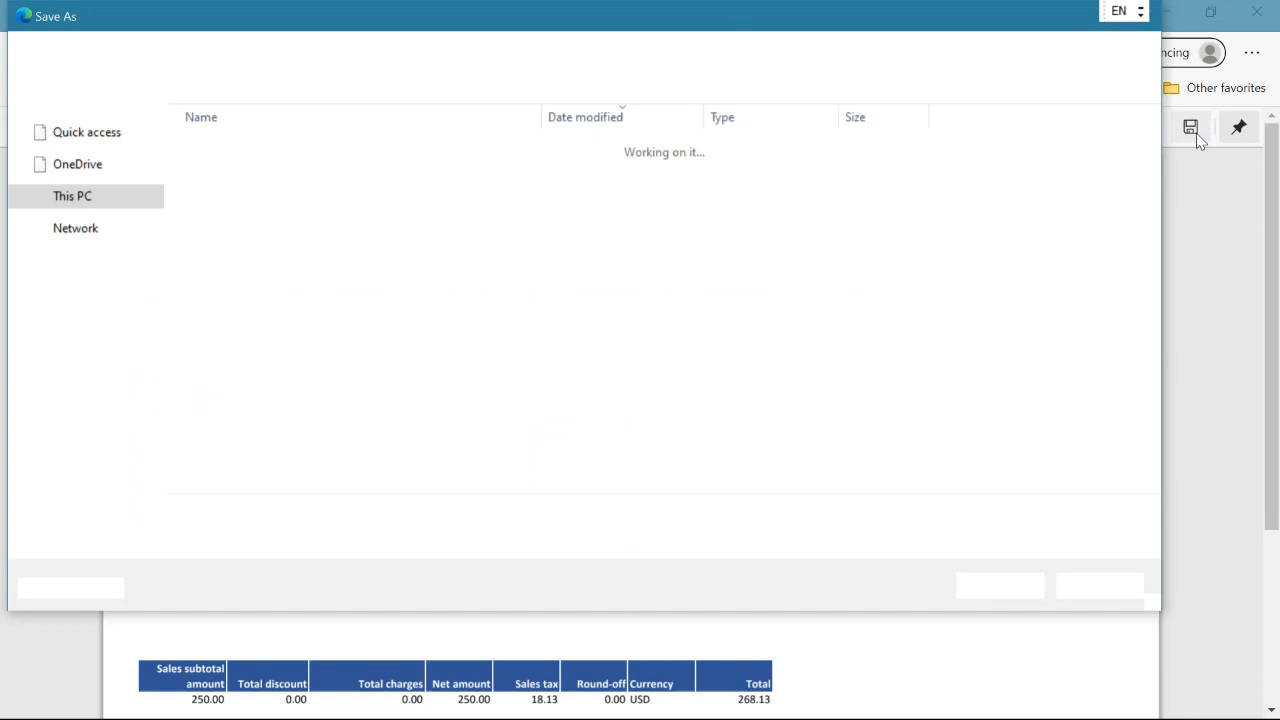 Save As
EN
ncing
Other favorites
Name Date modified Type Size
Working on it...
Quick access
OneDrive
This PC
Network
Sales subtotal
amount Total discount Total charges Net amount Sales tax Round-off Currency Total
250.00 0.00 0.00 250.00 18.13 0.00 USD 268.13